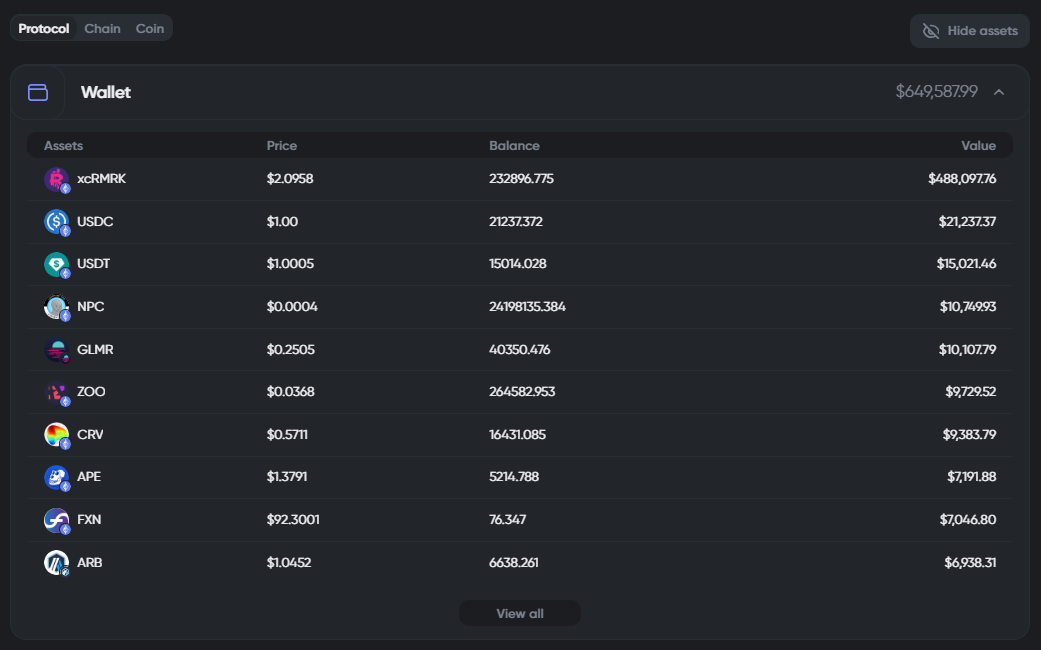 Protocol Chain Coin Hide assets
Wallet $649,587.99
Assets Price Balance Value
xcRMRK $2.0958 232896.775 $488,097.76
USDC $1.00 21237.372 $21,237.37
USDT $1.0005 15014.028 $15,021.46
NPC $0.0004 24198135.384 $10,749.93
GLMR $0.2505 40350.476 $10,107.79
ZOO $0.0368 264582.953 $9,729.52
CRV $0.5711 16431.085 $9,383.79
APE $1.3791 5214.788 $7,191.88
FXN $92.3001 76.347 $7,046.80
ARB $1.0452 6638.261 $6,938.31
View all